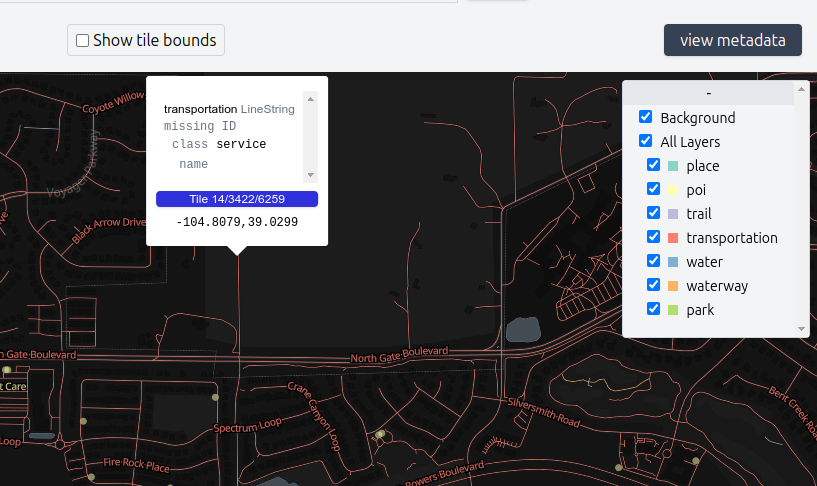 Show tile bounds
view metadata
transportation LineString
missing ID
class service
name
Tile 14/3422/6259
-104.8079,39.0299
-
Background
All Layers
place
poi
trail
transportation
water
waterway
park
Coyote Willow
Voyager Parkway
Black Arrow Drive
Gate Boulevard
North Gate Boulevard
t Care
Crane Canyon Loop
Spectrum Loop
Silversmith Road
Bent Creek Roa
Loop
Fire Rock Place
Powers Boulevard